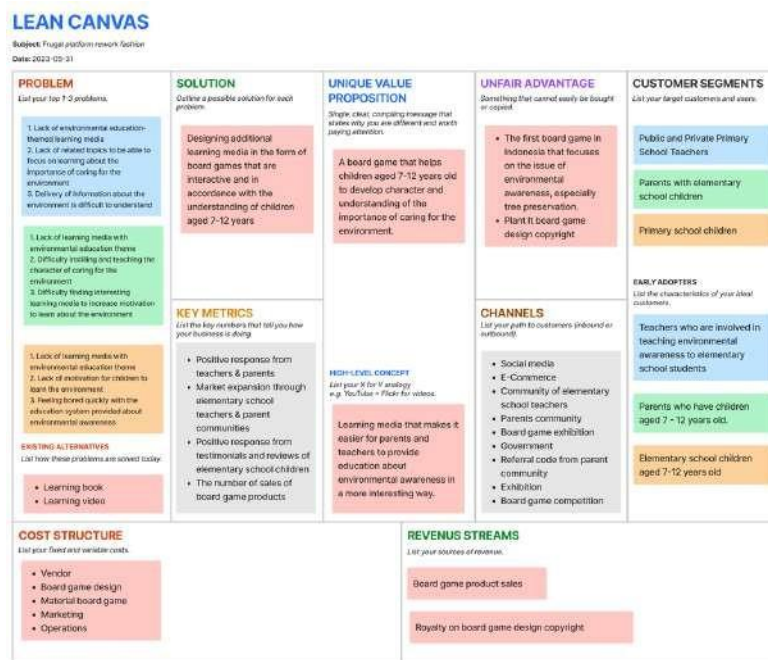 LEAN CANVAS
Subject: Frugal platform rework fashion
Date: 2023-05-31
PROBLEM
List your top 1-3 problems.
1. Lack of environmental education-
themed learning media
2. Lack of related topics to be able to
focus on learning about the
importance of caring for the
environment
3. Delivery of information about the
environment is difficult to understand
1. Lack of learning media with
environmental education theme
2. Difficulty instilling and teaching the
character of caring for the
environment
3. Difficulty finding interesting
learning media to increase motivation
to learn about the environment
1. Lack of learning media with
environmental education theme
2. Lack of motivation for children to
learn the environment
3. Feeling bored quickly with the
education system provided about
environmental awareness
EXISTING ALTERNATIVES
List how these problems are solved today.
• Learning book
• Learning video
SOLUTION
Outline a possible solution for each
problem.
Designing additional
learning media in the form of
board games that are
interactive and in
accordance with the
understanding of children
aged 7-12 years
KEY METRICS
List the key numbers that tell you how
your business is doing.
• Positive response from
teachers & parents
• Market expansion through
elementary school
teachers & parent
communities
• Positive response from
testimonials and reviews of
elementary school children
• The number of sales of
board game products
UNIQUE VALUE
PROPOSITION
Single, clear, compelling message that
states why you are different and worth
paying attention.
A board game that helps
children aged 7-12 years old
to develop character and
understanding of the
importance of caring for the
environment.
HIGH-LEVEL CONCEPT
List your X for Y analogy
e.g. YouTube = Flickr for videos.
Learning media that makes it
easier for parents and
teachers to provide
education about
environmental awareness in
a more interesting way.
UNFAIR ADVANTAGE
Something that cannot easily be bought
or copied.
• The first board game in
Indonesia that focuses
on the issue of
environmental
awareness, especially
tree preservation.
• Plant It board game
design copyright
CHANNELS
List your path to customers (inbound or
outbound).
• Social media
• E-Commerce
• Community of elementary
school teachers
• Parents community
• Board game exhibition
• Government
• Referral code from parent
community
• Exhibition
• Board game competition
CUSTOMER SEGMENTS
List your target customers and users.
Public and Private Primary
School Teachers
Parents with elementary
school children
Primary school children
EARLY ADOPTERS
List the characteristics of your ideal
customers.
Teachers who are involved in
teaching environmental
awareness to elementary
school students
Parents who have children
aged 7 - 12 years old.
Elementary school children
aged 7-12 years old
COST STRUCTURE
List your fixed and variable costs.
• Vendor
• Board game design
• Material board game
• Marketing
• Operations
REVENUS STREAMS
List your sources of revenue.
Board game product sales
Royalty on board game design copyright